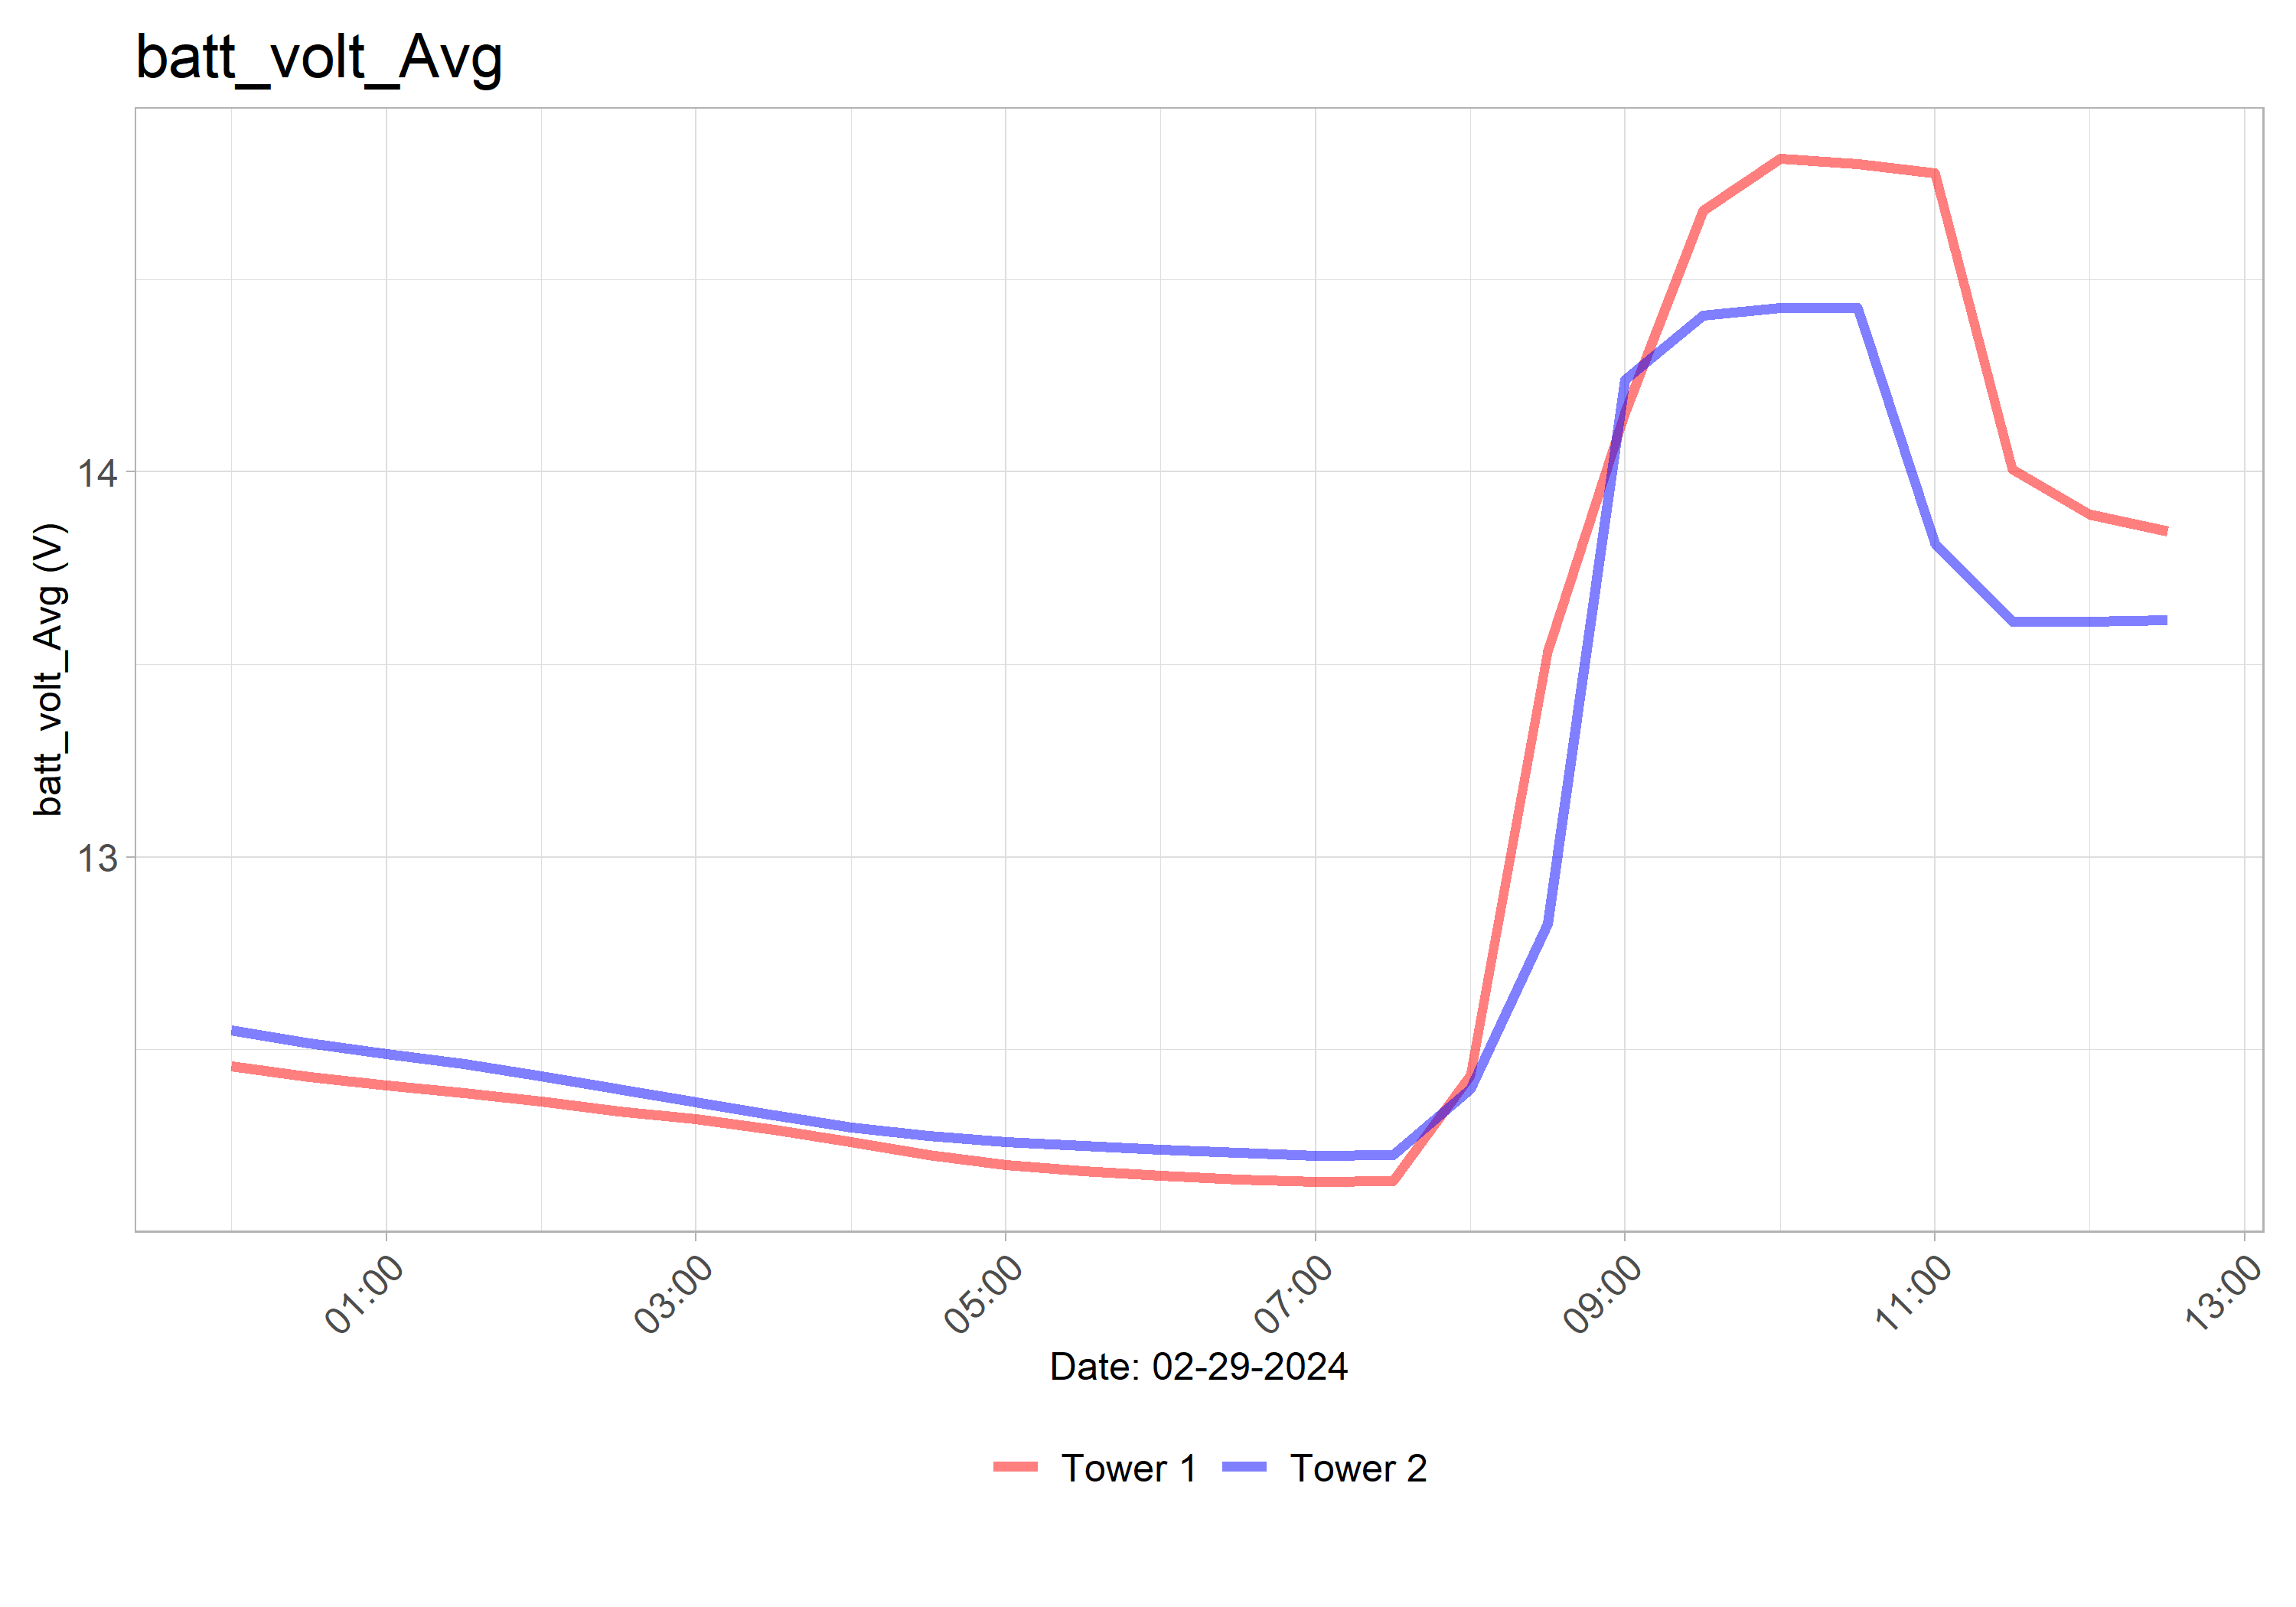 batt_volt_Avg
batt_volt_Avg (V)
14
13
01:00 03:00 05:00 07:00 09:00 11:00 13:00
Date: 02-29-2024
Tower 1 Tower 2